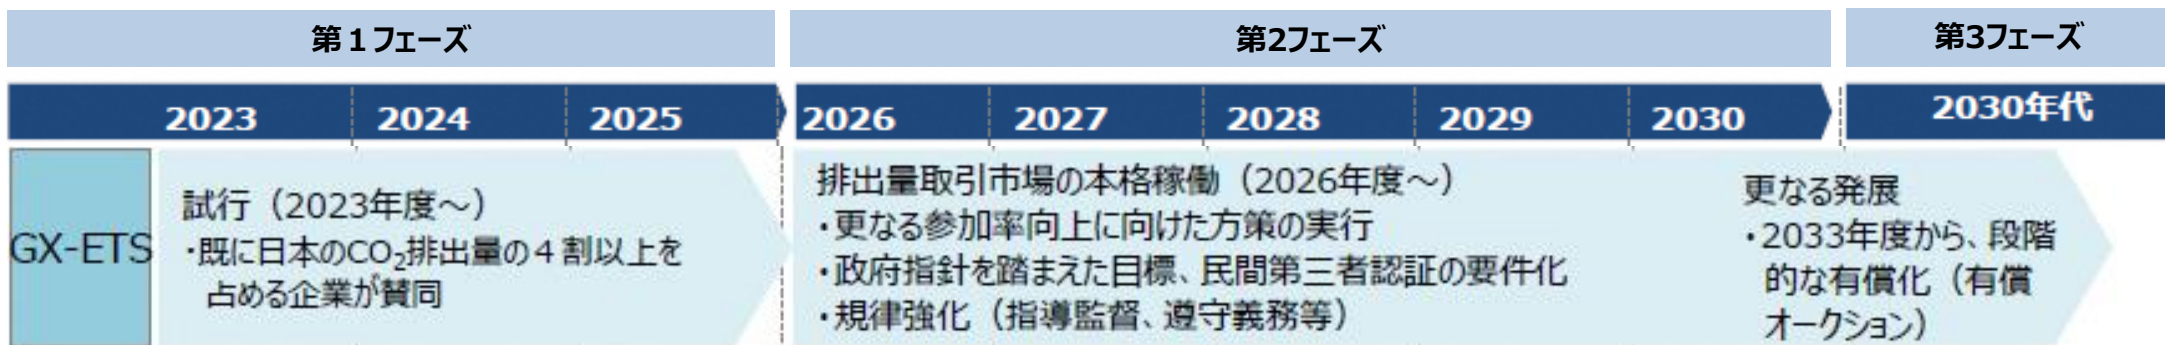 第１フェーズ
第2フェーズ
第3フェーズ
2023
2024
2025
2026
2027
2028
2029
2030
2030年代
GX-ETS
試行（2023年度～）
・既に日本のCO₂排出量の４割以上を
占める企業が賛同
排出量取引市場の本格稼働（2026年度～）
・更なる参加率向上に向けた方策の実行
・政府指針を踏まえた目標、民間第三者認証の要件化
・規律強化（指導監督、遵守義務等）
更なる発展
・2033年度から、段階
的な有償化（有償
オークション）